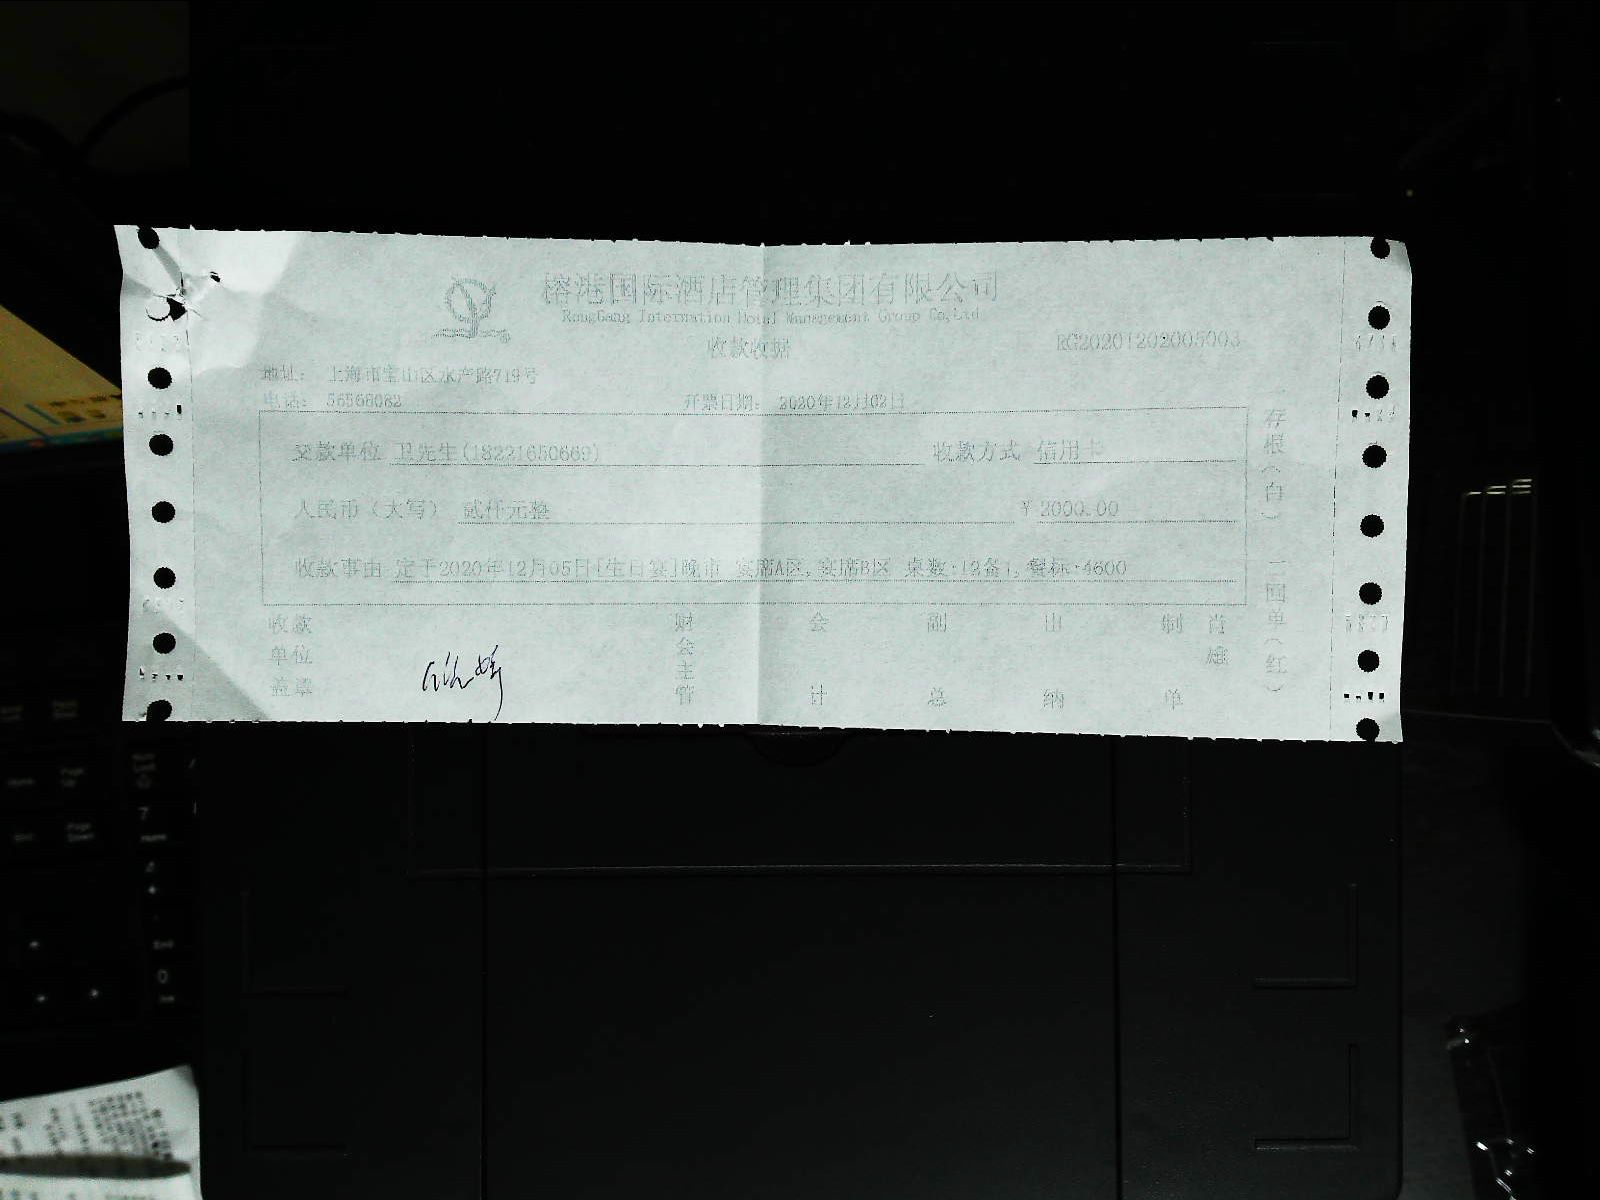 榕港国际酒店管理集团有限公司
RongGang Internation Hotel Management Group Co,Ltd
收款收据
RG20201202005003
地址： 上海市宝山区水产路719号
电话： 56568082
开票日期： 2020年12月02日
交款单位 卫先生(18221650669)
收款方式 信用卡
人民币（大写） 贰仟元整
￥2000.00
收款事由 定于2020年12月05日[生日宴]晚市 宴席A区,宴席B区 桌数:12备1,餐标:4600
收款单位盖章
财会主管
会计
副总
出纳
制单
肖
一存根（白）
二回单（红）
7
0